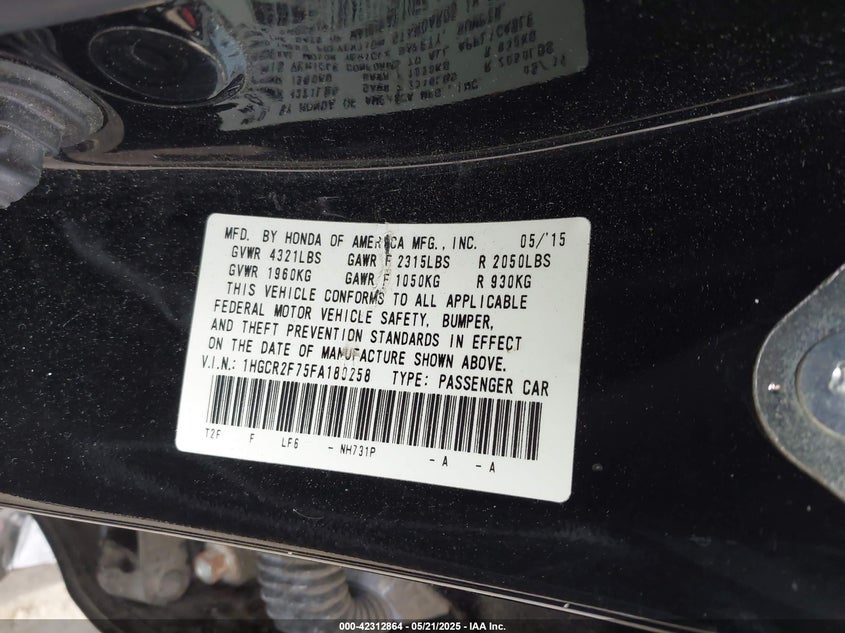 MFD. BY HONDA OF AMERICA MFG., INC. 05/'15
GVWR 4321LBS GAWR F 2315LBS R 2050LBS
GVWR 1960KG GAWR F 1050KG R 930KG
THIS VEHICLE CONFORMS TO ALL APPLICABLE
FEDERAL MOTOR VEHICLE SAFETY, BUMPER,
AND THEFT PREVENTION STANDARDS IN EFFECT
ON THE DATE OF MANUFACTURE SHOWN ABOVE.
V.I.N.: 1HGCR2F75FA180258 TYPE: PASSENGER CAR
T2F F LF6 - NH731P - A - A
000-42312864 - 05/21/2025 - IAA Inc.